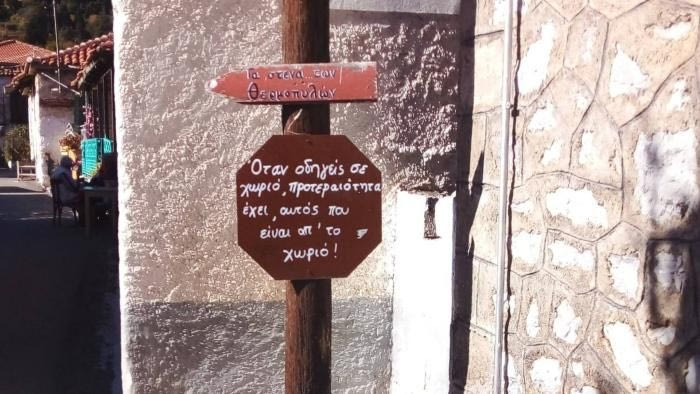 Τα στενά...των
Θερμοπυλών
Όταν οδηγείς σε
χωριό, προτεραιότητα
έχει, αυτός που
είναι απ' το
χωριό!